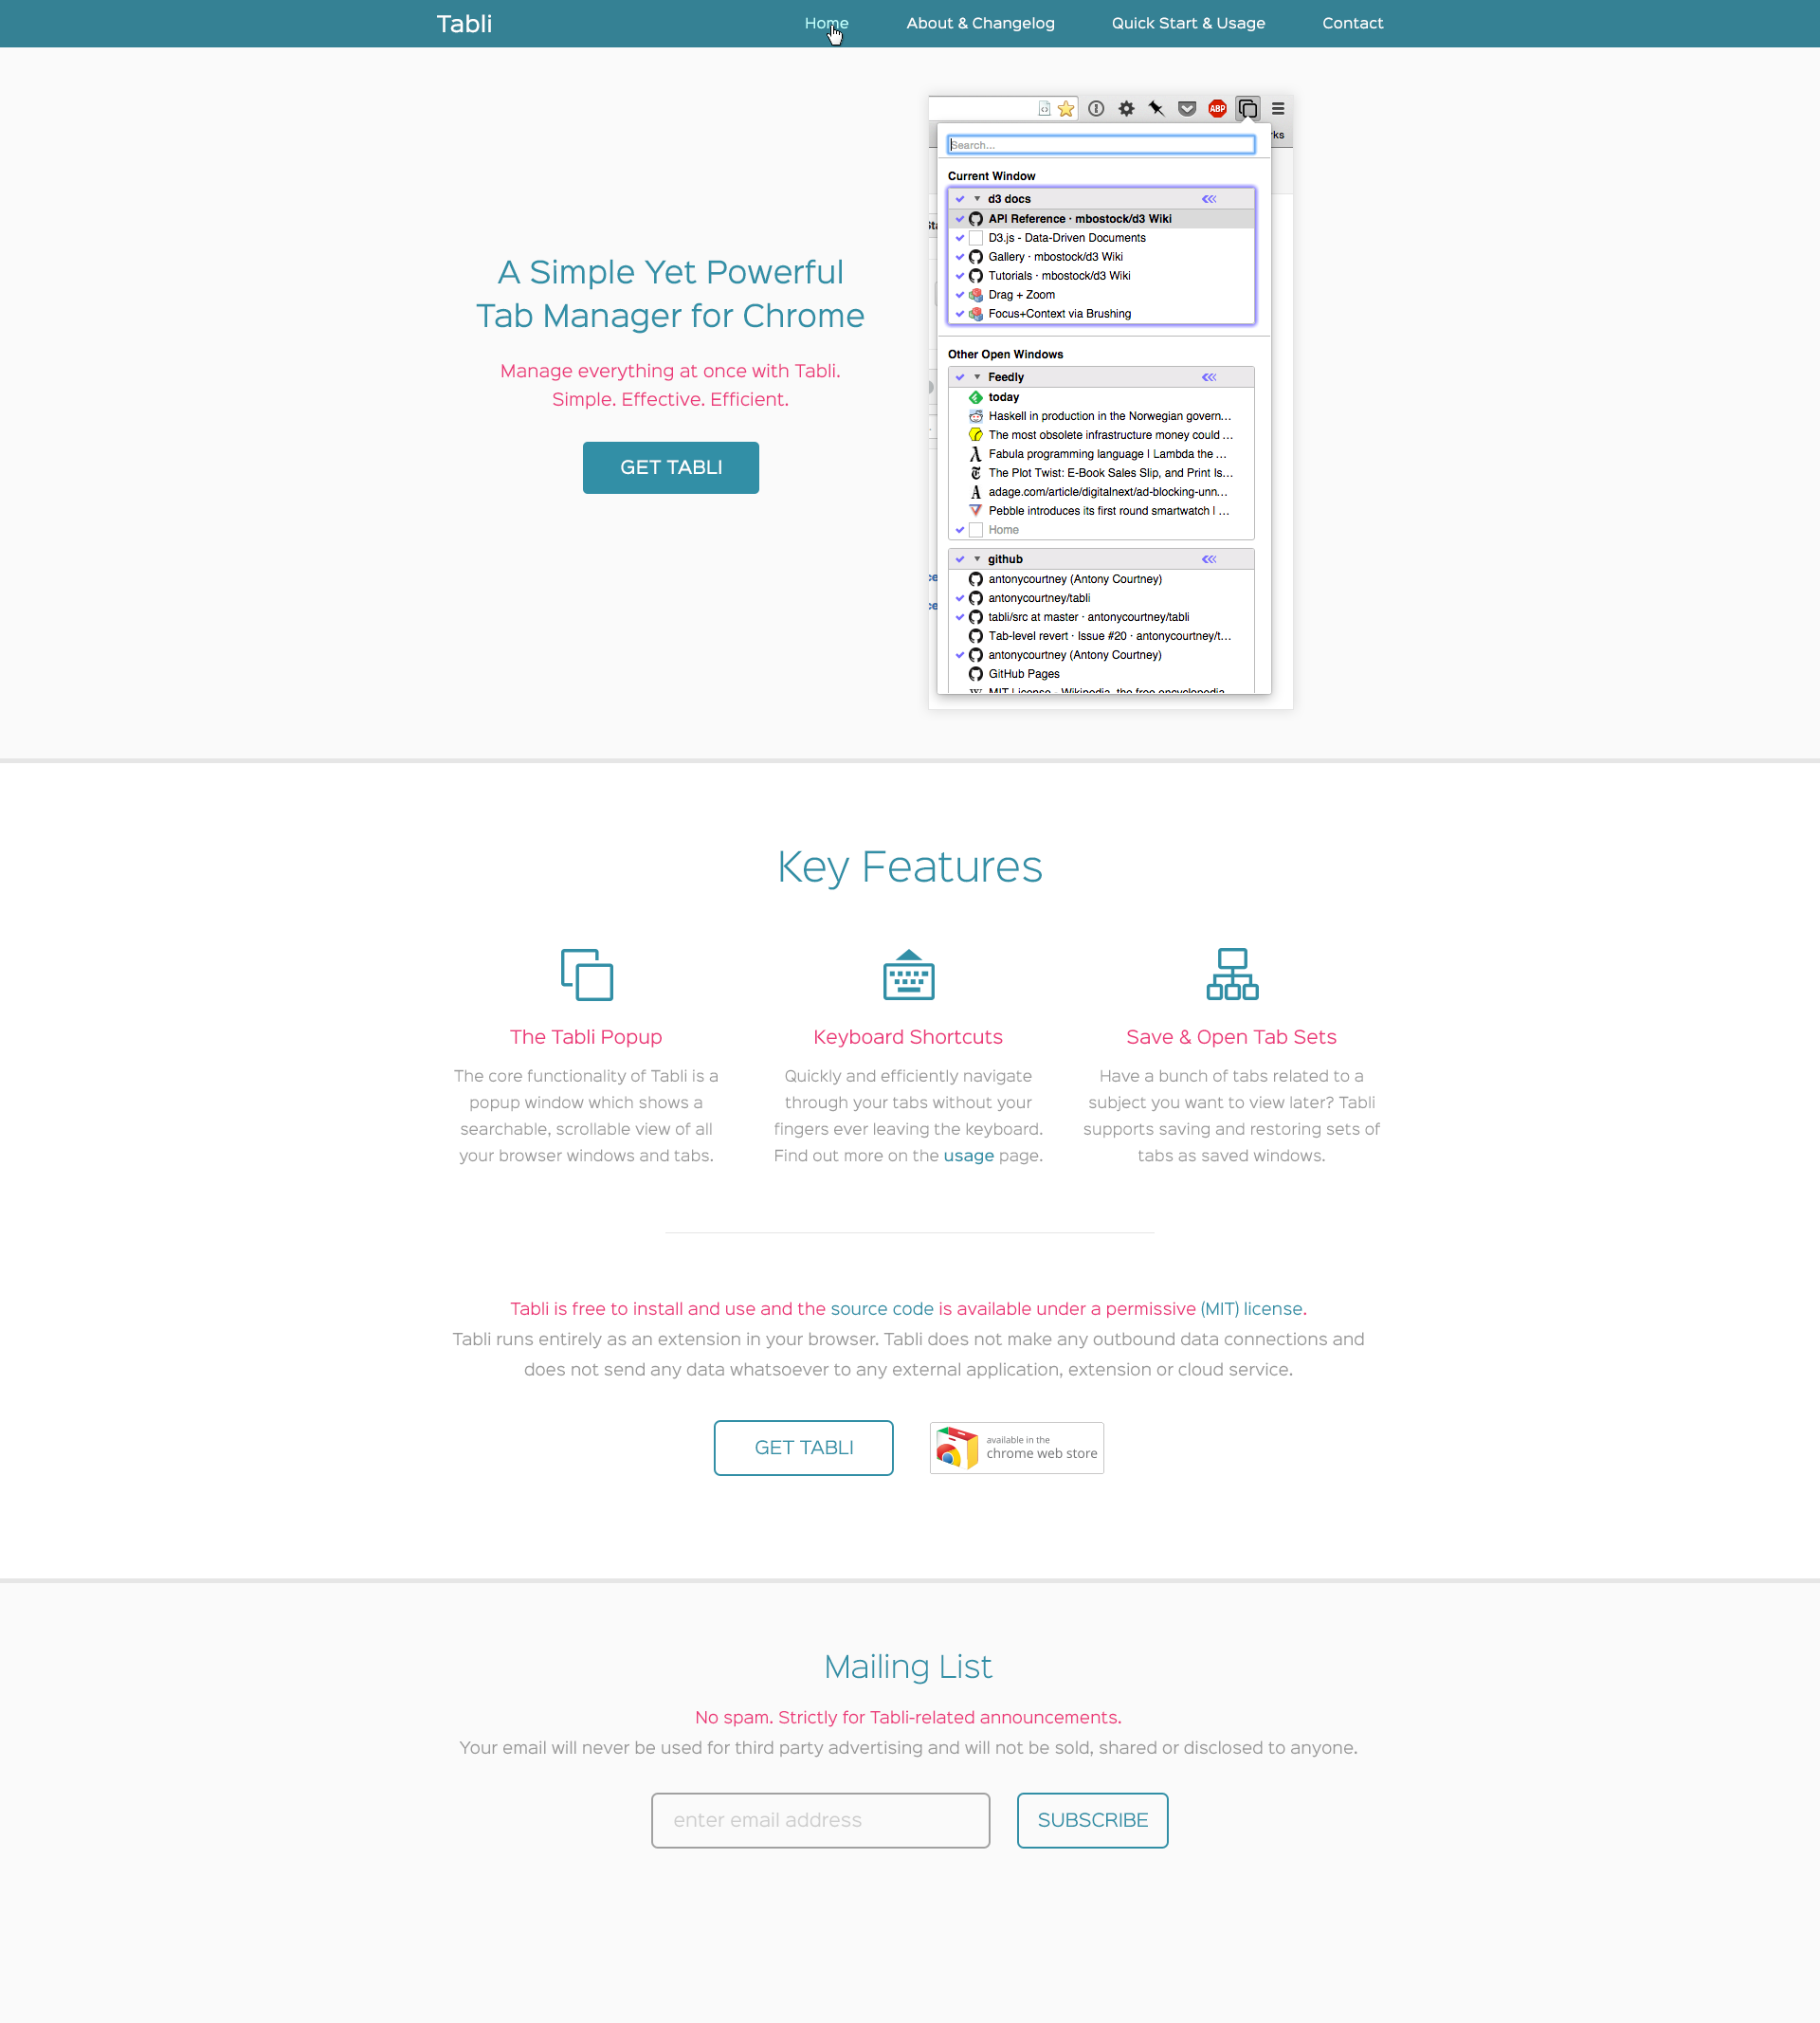 Tabli
Home
About & Changelog
Quick Start & Usage
Contact
A Simple Yet Powerful
Tab Manager for Chrome
Manage everything at once with Tabli.
Simple. Effective. Efficient.
GET TABLI
ABP
Search...
Current Window
d3 docs
API Reference · mbostock/d3 Wiki
D3.js - Data-Driven Documents
Gallery · mbostock/d3 Wiki
Tutorials · mbostock/d3 Wiki
Drag + Zoom
Focus+Context via Brushing
Other Open Windows
Feedly
today
Haskell in production in the Norwegian govern...
The most obsolete infrastructure money could ...
Fabula programming language | Lambda the ...
The Plot Twist: E-Book Sales Slip, and Print Is...
adage.com/article/digitalnext/ad-blocking-unn...
Pebble introduces its first round smartwatch | ...
Home
github
antonycourtney (Antony Courtney)
antonycourtney/tabli
tabli/src at master · antonycourtney/tabli
Tab-level revert · Issue #20 · antonycourtney/t...
antonycourtney (Antony Courtney)
GitHub Pages
MIT License - Wikipedia, the free encyclopedia
Key Features
The Tabli Popup
The core functionality of Tabli is a
popup window which shows a
searchable, scrollable view of all
your browser windows and tabs.
Keyboard Shortcuts
Quickly and efficiently navigate
through your tabs without your
fingers ever leaving the keyboard.
Find out more on the usage page.
Save & Open Tab Sets
Have a bunch of tabs related to a
subject you want to view later? Tabli
supports saving and restoring sets of
tabs as saved windows.
Tabli is free to install and use and the source code is available under a permissive (MIT) license.
Tabli runs entirely as an extension in your browser. Tabli does not make any outbound data connections and
does not send any data whatsoever to any external application, extension or cloud service.
GET TABLI
available in the
chrome web store
Mailing List
No spam. Strictly for Tabli-related announcements.
Your email will never be used for third party advertising and will not be sold, shared or disclosed to anyone.
enter email address
SUBSCRIBE